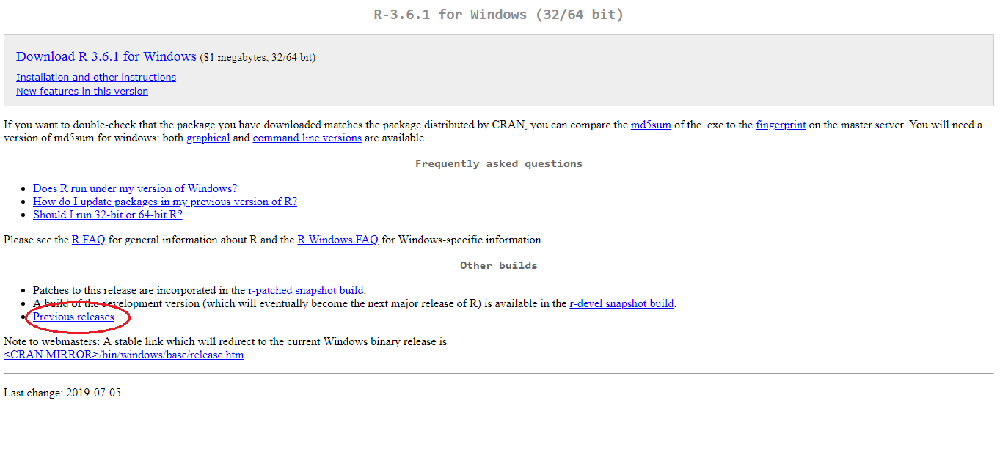 R-3.6.1 for Windows (32/64 bit)
Download R 3.6.1 for Windows (81 megabytes, 32/64 bit)
Installation and other instructions
New features in this version
If you want to double-check that the package you have downloaded matches the package distributed by CRAN, you can compare the md5sum of the .exe to the fingerprint on the master server. You will need a
version of md5sum for windows: both graphical and command line versions are available.
Frequently asked questions
• Does R run under my version of Windows?
• How do I update packages in my previous version of R?
• Should I run 32-bit or 64-bit R?
Please see the R FAQ for general information about R and the R Windows FAQ for Windows-specific information.
Other builds
• Patches to this release are incorporated in the r-patched snapshot build.
• A build of the development version (which will eventually become the next major release of R) is available in the r-devel snapshot build.
• Previous releases
Note to webmasters: A stable link which will redirect to the current Windows binary release is
<CRAN MIRROR>/bin/windows/base/release.htm.
Last change: 2019-07-05